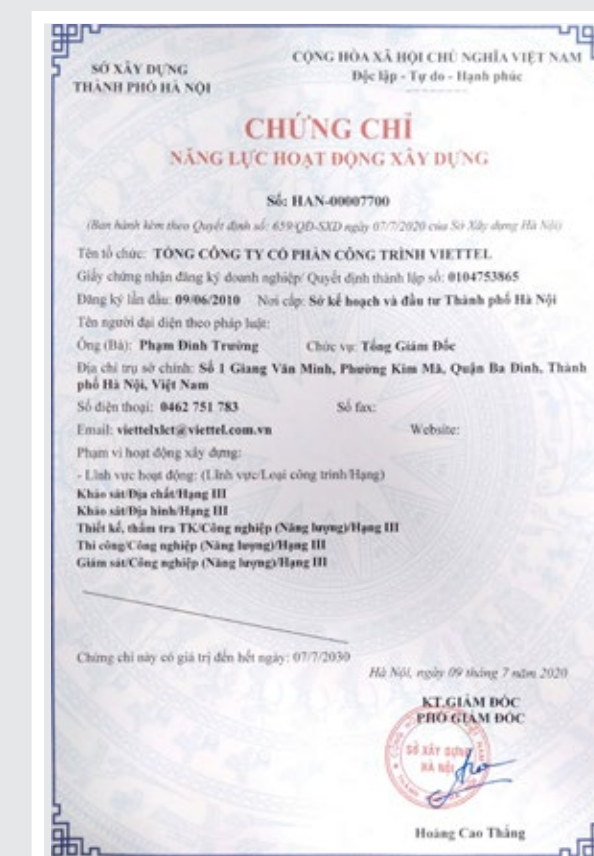 SỞ XÂY DỰNG
THÀNH PHỐ HÀ NỘI
CỘNG HÒA XÃ HỘI CHỦ NGHĨA VIỆT NAM
Độc lập - Tự do - Hạnh phúc
CHỨNG CHỈ
NĂNG LỰC HOẠT ĐỘNG XÂY DỰNG
Số: HAN-00007700
(Ban hành kèm theo Quyết định số: 659/QĐ-SXD ngày 07/7/2020 của Sở Xây dựng Hà Nội)
Tên tổ chức: TỔNG CÔNG TY CỔ PHẦN CÔNG TRÌNH VIETTEL
Giấy chứng nhận đăng ký doanh nghiệp/ Quyết định thành lập số: 0104753865
Đăng ký lần đầu: 09/06/2010 Nơi cấp: Sở kế hoạch và đầu tư Thành phố Hà Nội
Tên người đại diện theo pháp luật:
Ông (Bà): Phạm Đình Trường Chức vụ: Tổng Giám Đốc
Địa chỉ trụ sở chính: Số 1 Giang Văn Minh, Phường Kim Mã, Quận Ba Đình, Thành
phố Hà Nội, Việt Nam
Số điện thoại: 0462 751 783 Số fax:
Email: viettelxlct@viettel.com.vn Website:
Phạm vi hoạt động xây dựng:
- Lĩnh vực hoạt động: (Lĩnh vực/Loại công trình/Hạng)
Khảo sát/Địa chất/Hạng III
Khảo sát/Địa hình/Hạng III
Thiết kế, thẩm tra TK/Công nghiệp (Năng lượng)/Hạng III
Thi công/Công nghiệp (Năng lượng)/Hạng III
Giám sát/Công nghiệp (Năng lượng)/Hạng III
Chứng chỉ này có giá trị đến hết ngày: 07/7/2030
Hà Nội, ngày 09 tháng 7 năm 2020
KT.GIÁM ĐỐC
PHÓ GIÁM ĐỐC
SỞ XÂY DỰNG
HÀ NỘI
Hoàng Cao Thắng